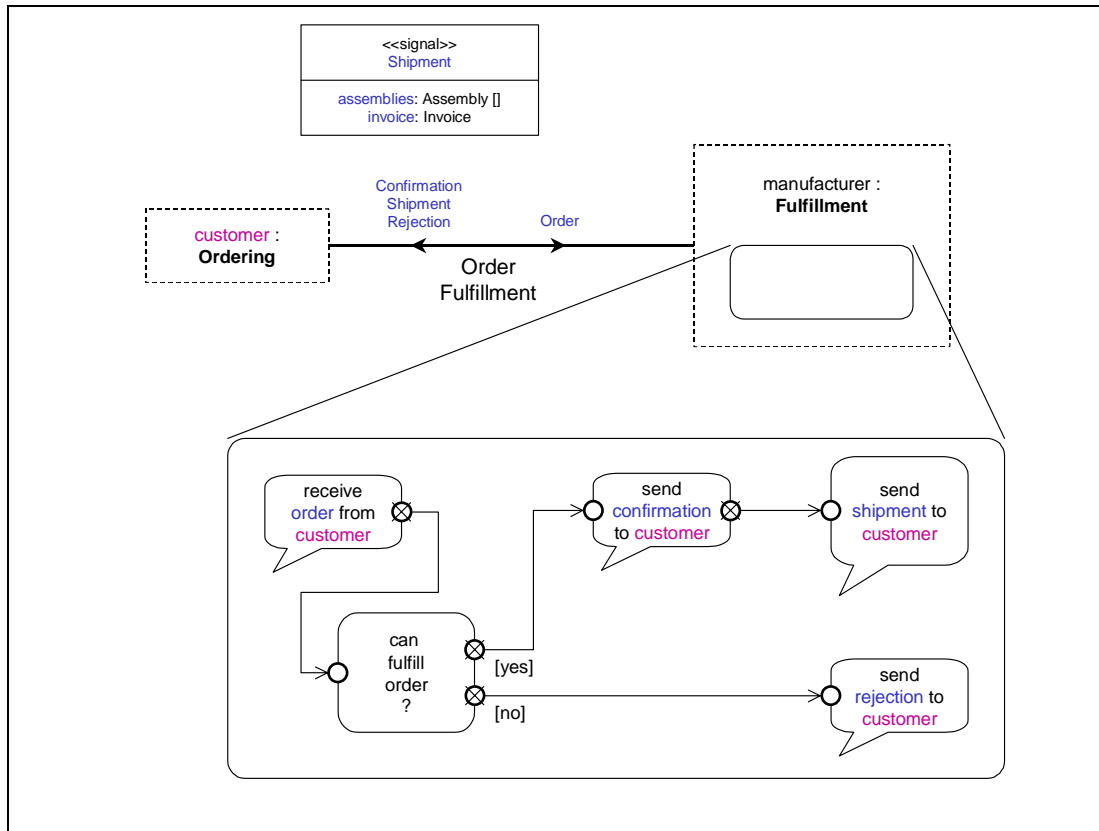 <<signal>>
Shipment
assemblies: Assembly []
invoice: Invoice
customer :
Ordering
Confirmation
Shipment
Rejection
Order
Order
Fulfillment
manufacturer :
Fulfillment
receive
order from
customer
send
confirmation
to customer
send
shipment to
customer
can
fulfill
order
?
[yes]
[no]
send
rejection to
customer